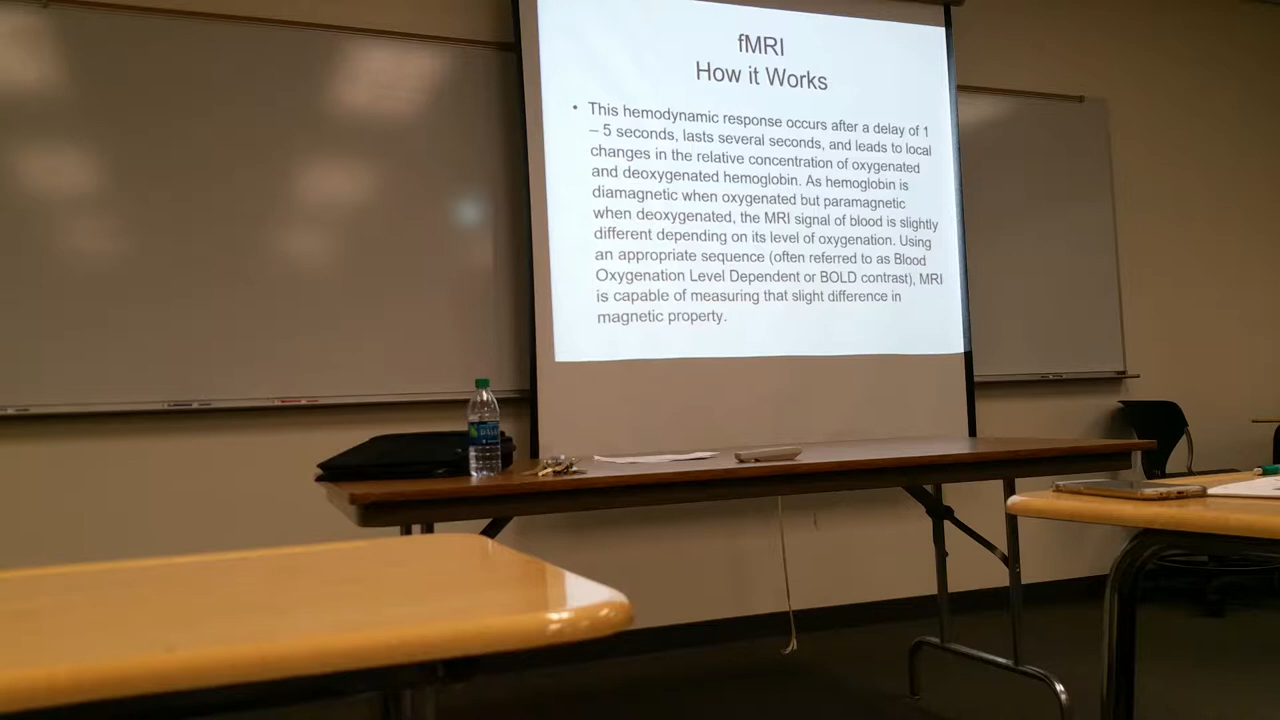 fMRI
How it Works
• This hemodynamic response occurs after a delay of 1
– 5 seconds, lasts several seconds, and leads to local
changes in the relative concentration of oxygenated
and deoxygenated hemoglobin. As hemoglobin is
diamagnetic when oxygenated but paramagnetic
when deoxygenated, the MRI signal of blood is slightly
different depending on its level of oxygenation. Using
an appropriate sequence (often referred to as Blood
Oxygenation Level Dependent or BOLD contrast), MRI
is capable of measuring that slight difference in
magnetic property.